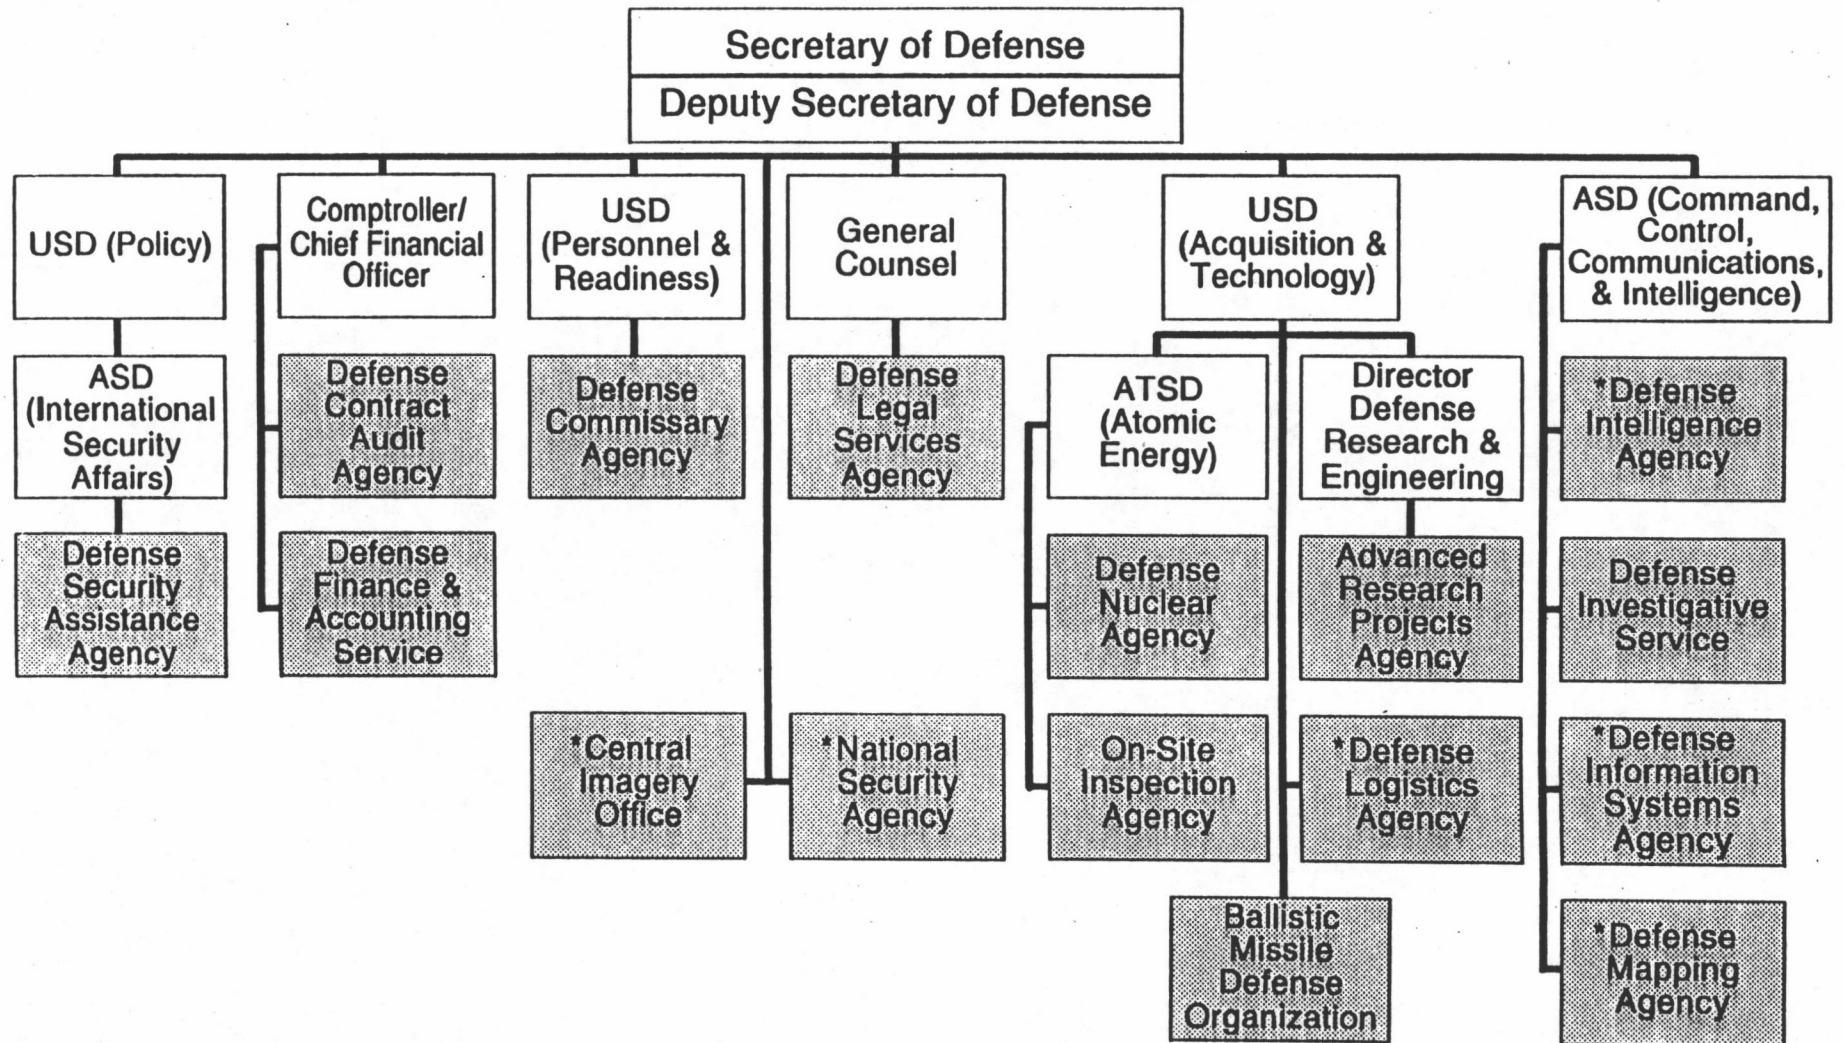 Secretary of Defense
Deputy Secretary of Defense
USD (Policy)
Comptroller/
Chief Financial
Officer
USD
(Personnel &
Readiness)
General
Counsel
USD
(Acquisition &
Technology)
ASD (Command,
Control,
Communications,
& Intelligence)
ASD
(International
Security
Affairs)
Defense
Contract
Audit
Agency
Defense
Commissary
Agency
Defense
Legal
Services
Agency
ATSD
(Atomic
Energy)
Director
Defense
Research &
Engineering
*Defense
Intelligence
Agency
Defense
Security
Assistance
Agency
Defense
Finance &
Accounting
Service
Defense
Nuclear
Agency
Advanced
Research
Projects
Agency
Defense
Investigative
Service
*Central
Imagery
Office
*National
Security
Agency
On-Site
Inspection
Agency
*Defense
Logistics
Agency
*Defense
Information
Systems
Agency
Ballistic
Missile
Defense
Organization
*Defense
Mapping
Agency